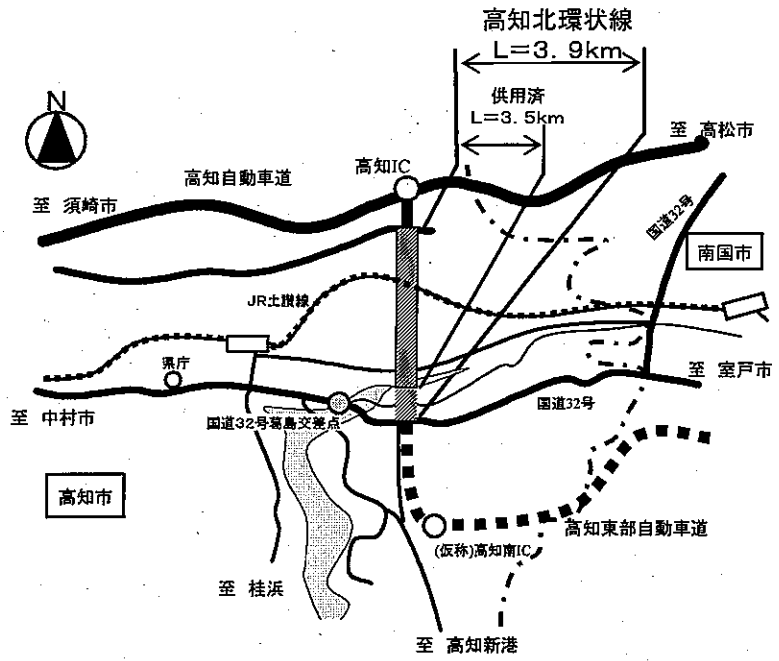 高知北環状線
L=3.9km
供用済
L=3.5km
N
至 高松市
高知IC
高知自動車道
至 須崎市
国道32号
南国市
JR土讃線
県庁
至 室戸市
至 中村市
国道32号葛島交差点
国道32号
高知市
高知東部自動車道
(仮称)高知南IC
至 桂浜
至 高知新港